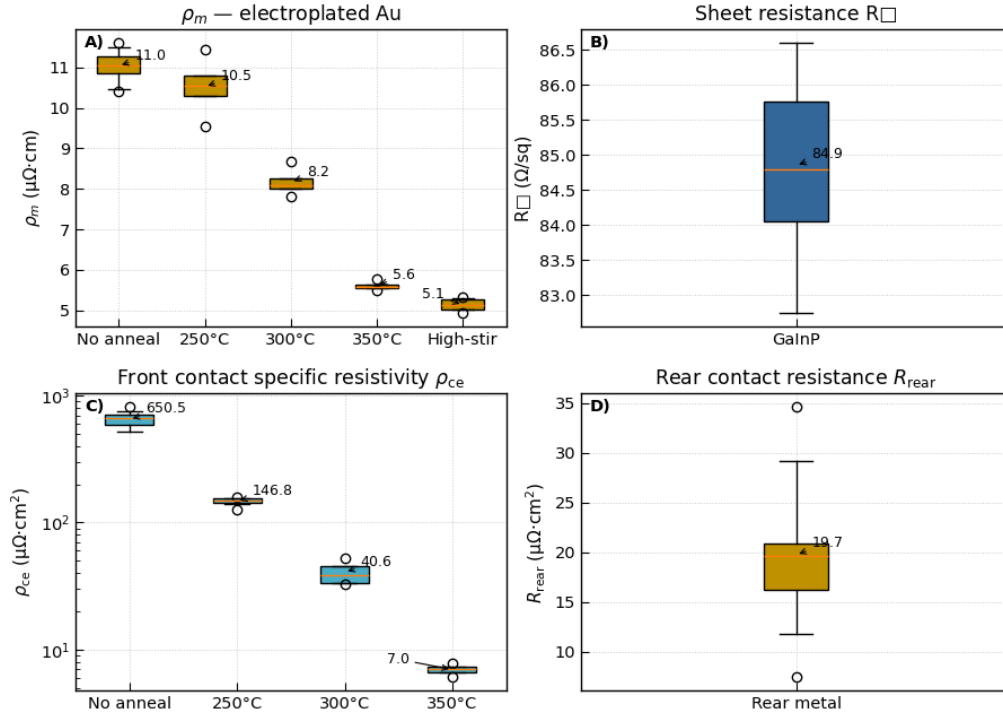 ρm — electroplated Au
A)
11.0
10.5
8.2
5.6
5.1
11
10
9
8
7
6
5
ρm (µΩ·cm)
No anneal 250°C 300°C 350°C High-stir
Sheet resistance R□
B)
84.9
86.5
86.0
85.5
85.0
84.5
84.0
83.5
83.0
R□ (Ω/sq)
GaInP
Front contact specific resistivity ρce
C)
650.5
146.8
40.6
7.0
10³
10²
10¹
ρce (µΩ·cm²)
No anneal 250°C 300°C 350°C
Rear contact resistance Rrear
D)
19.7
35
30
25
20
15
10
Rrear (µΩ·cm²)
Rear metal